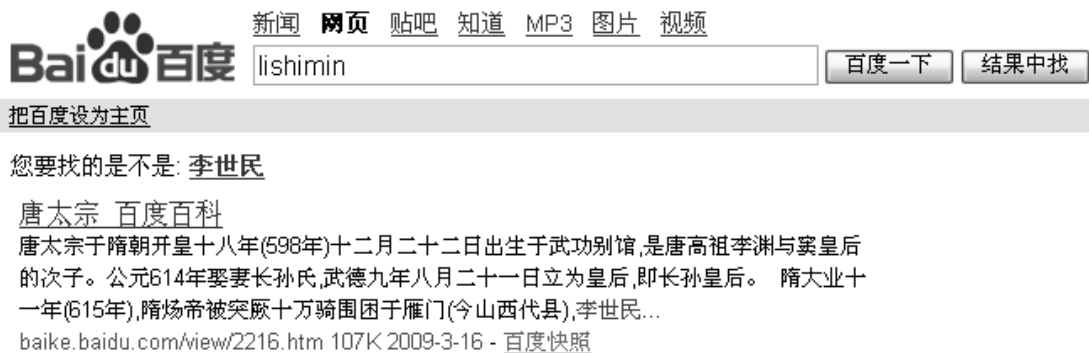 新闻 网页 贴吧 知道 MP3 图片 视频
Bai du 百度 lishimin 百度一下 结果中找
把百度设为主页
您要找的是不是: 李世民
唐太宗_百度百科
唐太宗于隋朝开皇十八年(598年)十二月二十二日出生于武功别馆,是唐高祖李渊与窦皇后
的次子。公元614年娶妻长孙氏,武德九年八月二十一日立为皇后,即长孙皇后。 隋大业十
一年(615年),隋炀帝被突厥十万骑围困于雁门(今山西代县),李世民...
baike.baidu.com/view/2216.htm 107K 2009-3-16 - 百度快照